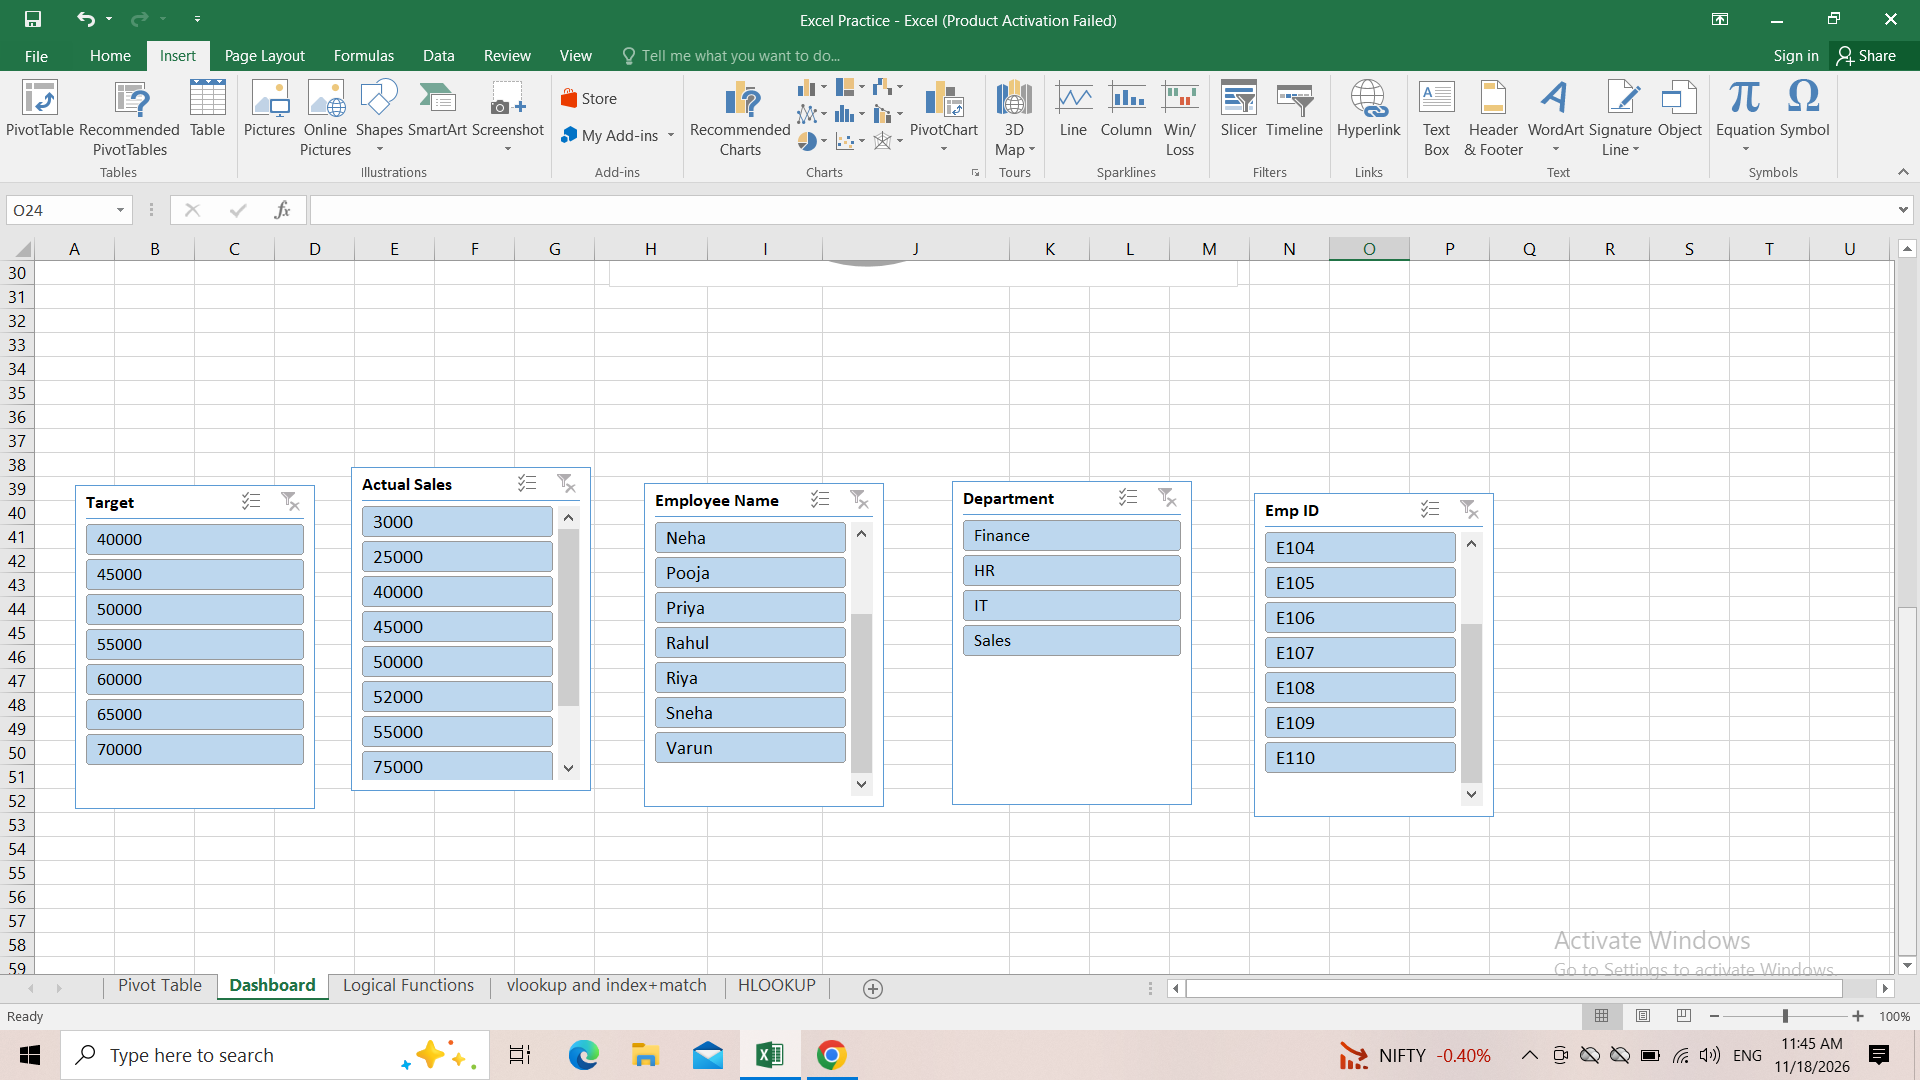 Excel Practice - Excel (Product Activation Failed)
File Home Insert Page Layout Formulas Data Review View Tell me what you want to do... Sign in Share
PivotTable Recommended PivotTables Table
Tables
Pictures Online Pictures Shapes SmartArt Screenshot
Illustrations
Store
My Add-ins
Add-ins
Recommended Charts PivotChart
Charts
3D Map
Tours
Line Column Win/ Loss
Sparklines
Slicer Timeline
Filters
Hyperlink
Links
Text Box Header & Footer WordArt Signature Line Object
Text
Equation Symbol
Symbols
O24 fx
A B C D E F G H I J K L M N O P Q R S T U
30
31
32
33
34
35
36
37
38
39
40
41
42
43
44
45
46
47
48
49
50
51
52
53
54
55
56
57
58
59
Target
40000
45000
50000
55000
60000
65000
70000
Actual Sales
3000
25000
40000
45000
50000
52000
55000
75000
Employee Name
Neha
Pooja
Priya
Rahul
Riya
Sneha
Varun
Department
Finance
HR
IT
Sales
Emp ID
E104
E105
E106
E107
E108
E109
E110
Activate Windows
Go to Settings to activate Windows.
Pivot Table Dashboard Logical Functions vlookup and index+match HLOOKUP
Ready 100%
Type here to search NIFTY -0.40% ENG 11:45 AM
11/18/2026